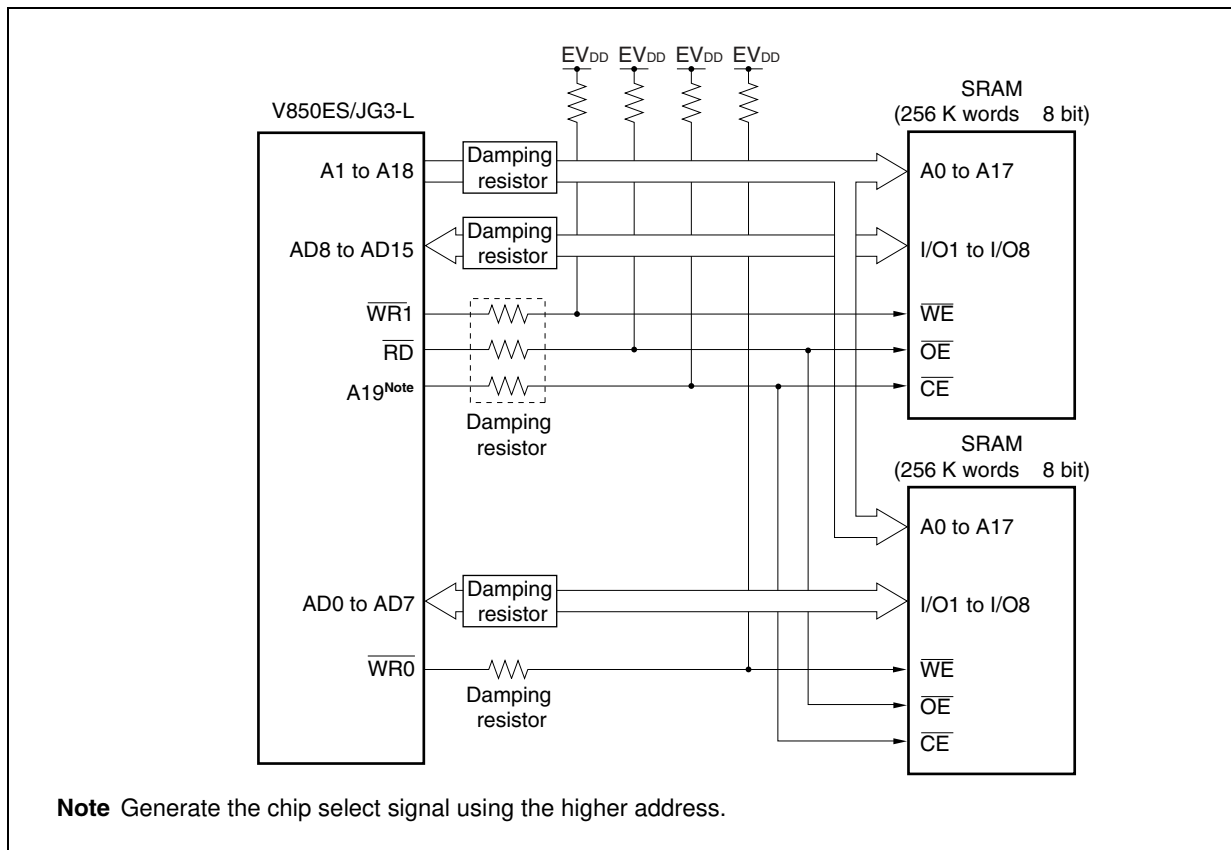 EVDD EVDD EVDD EVDD
V850ES/JG3-L
SRAM
(256 K words 8 bit)
A1 to A18
Damping
resistor
A0 to A17
AD8 to AD15
Damping
resistor
I/O1 to I/O8
WR1
WE
RD
OE
A19Note
CE
Damping
resistor
SRAM
(256 K words 8 bit)
A0 to A17
AD0 to AD7
Damping
resistor
I/O1 to I/O8
WR0
WE
Damping
resistor
OE
CE
Note Generate the chip select signal using the higher address.